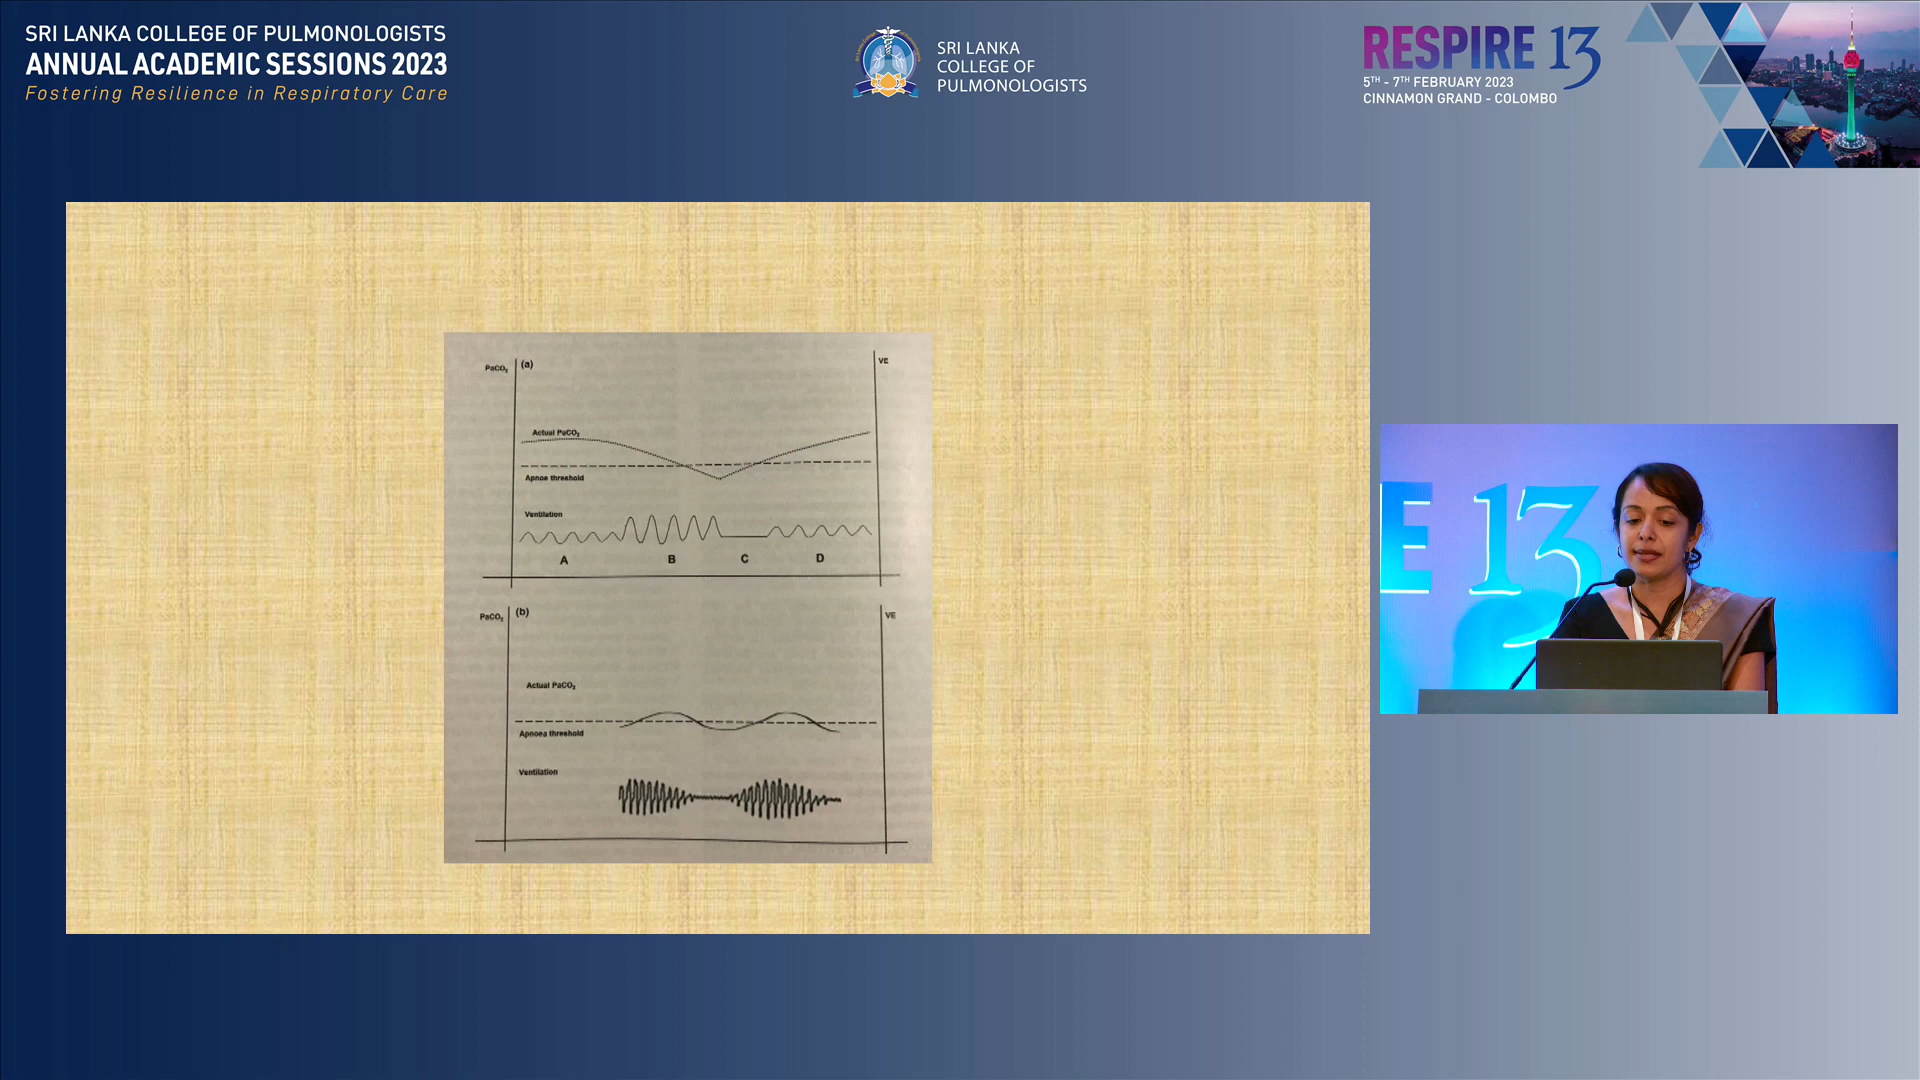 SRI LANKA COLLEGE OF PULMONOLOGISTS
ANNUAL ACADEMIC SESSIONS 2023
Fostering Resilience in Respiratory Care
SRI LANKA
COLLEGE OF
PULMONOLOGISTS
RESPIRE 13
5TH - 7TH FEBRUARY 2023
CINNAMON GRAND - COLOMBO
PaCO2 (a) VE
Actual PaCO2
Apnoe threshold
Ventilation
A B C D
PaCO2 (b) VE
Actual PaCO2
Apnoea threshold
Ventilation
E 13